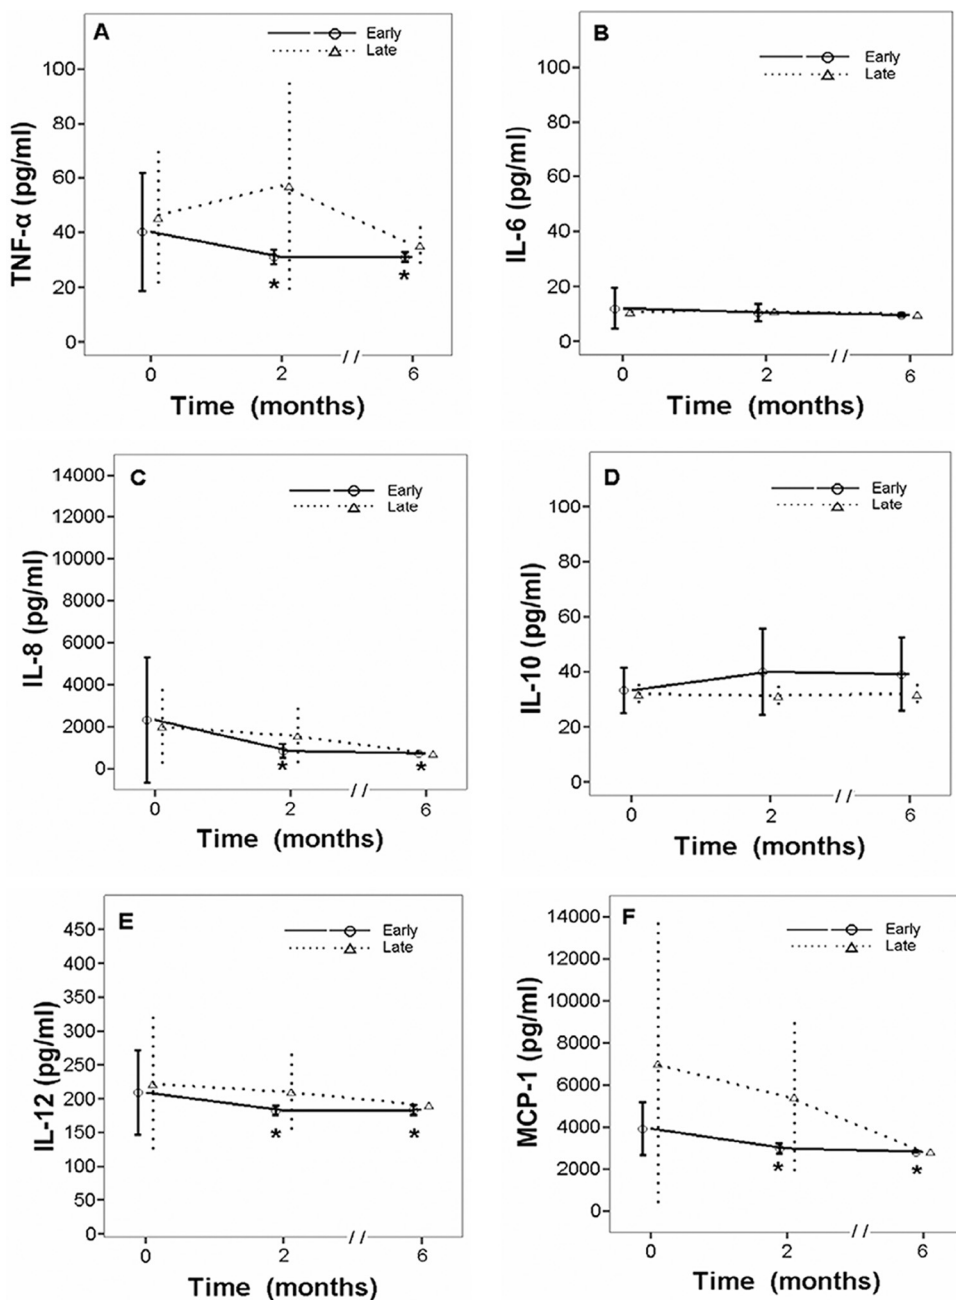 A
Early
Late
100
80
60
40
20
0
TNF-α (pg/ml)
*
*
0
2
//
6
Time (months)
B
Early
Late
100
80
60
40
20
0
IL-6 (pg/ml)
0
2
//
6
Time (months)
C
Early
Late
14000
12000
10000
8000
6000
4000
2000
0
IL-8 (pg/ml)
*
*
0
2
//
6
Time (months)
D
Early
Late
100
80
60
40
20
0
IL-10 (pg/ml)
0
2
//
6
Time (months)
E
Early
Late
450
400
350
300
250
200
150
100
50
0
IL-12 (pg/ml)
*
*
0
2
//
6
Time (months)
F
Early
Late
14000
12000
10000
8000
6000
4000
2000
0
MCP-1 (pg/ml)
*
*
0
2
//
6
Time (months)